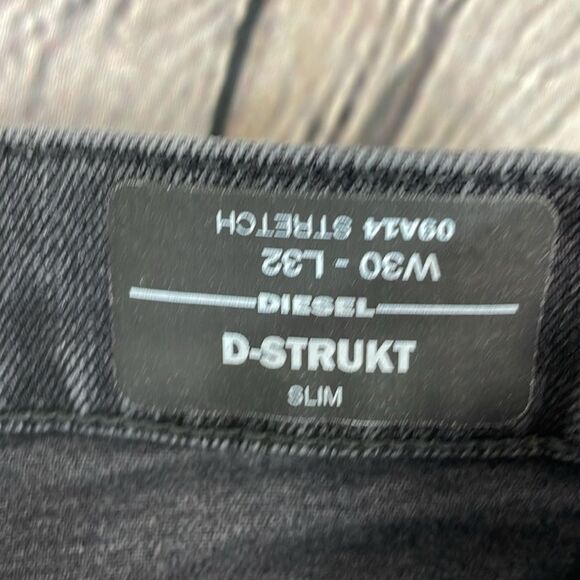 09A14 STRETCH
W30 - L32
DIESEL
D-STRUKT
SLIM